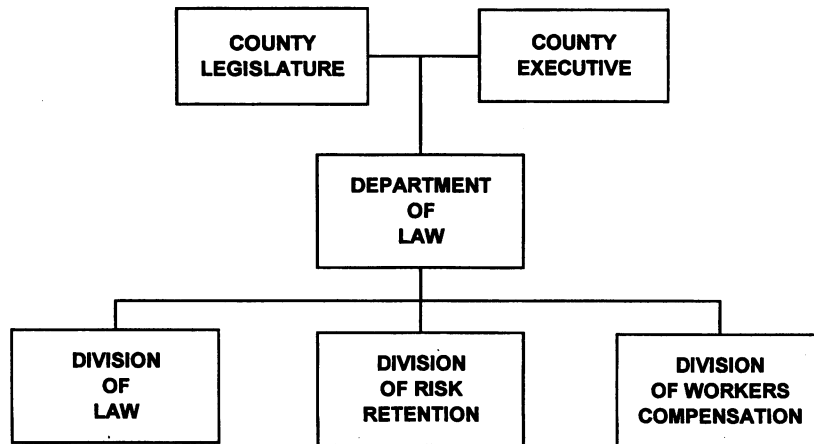 COUNTY
LEGISLATURE
COUNTY
EXECUTIVE
DEPARTMENT
OF
LAW
DIVISION
OF
LAW
DIVISION
OF RISK
RETENTION
DIVISION
OF WORKERS
COMPENSATION